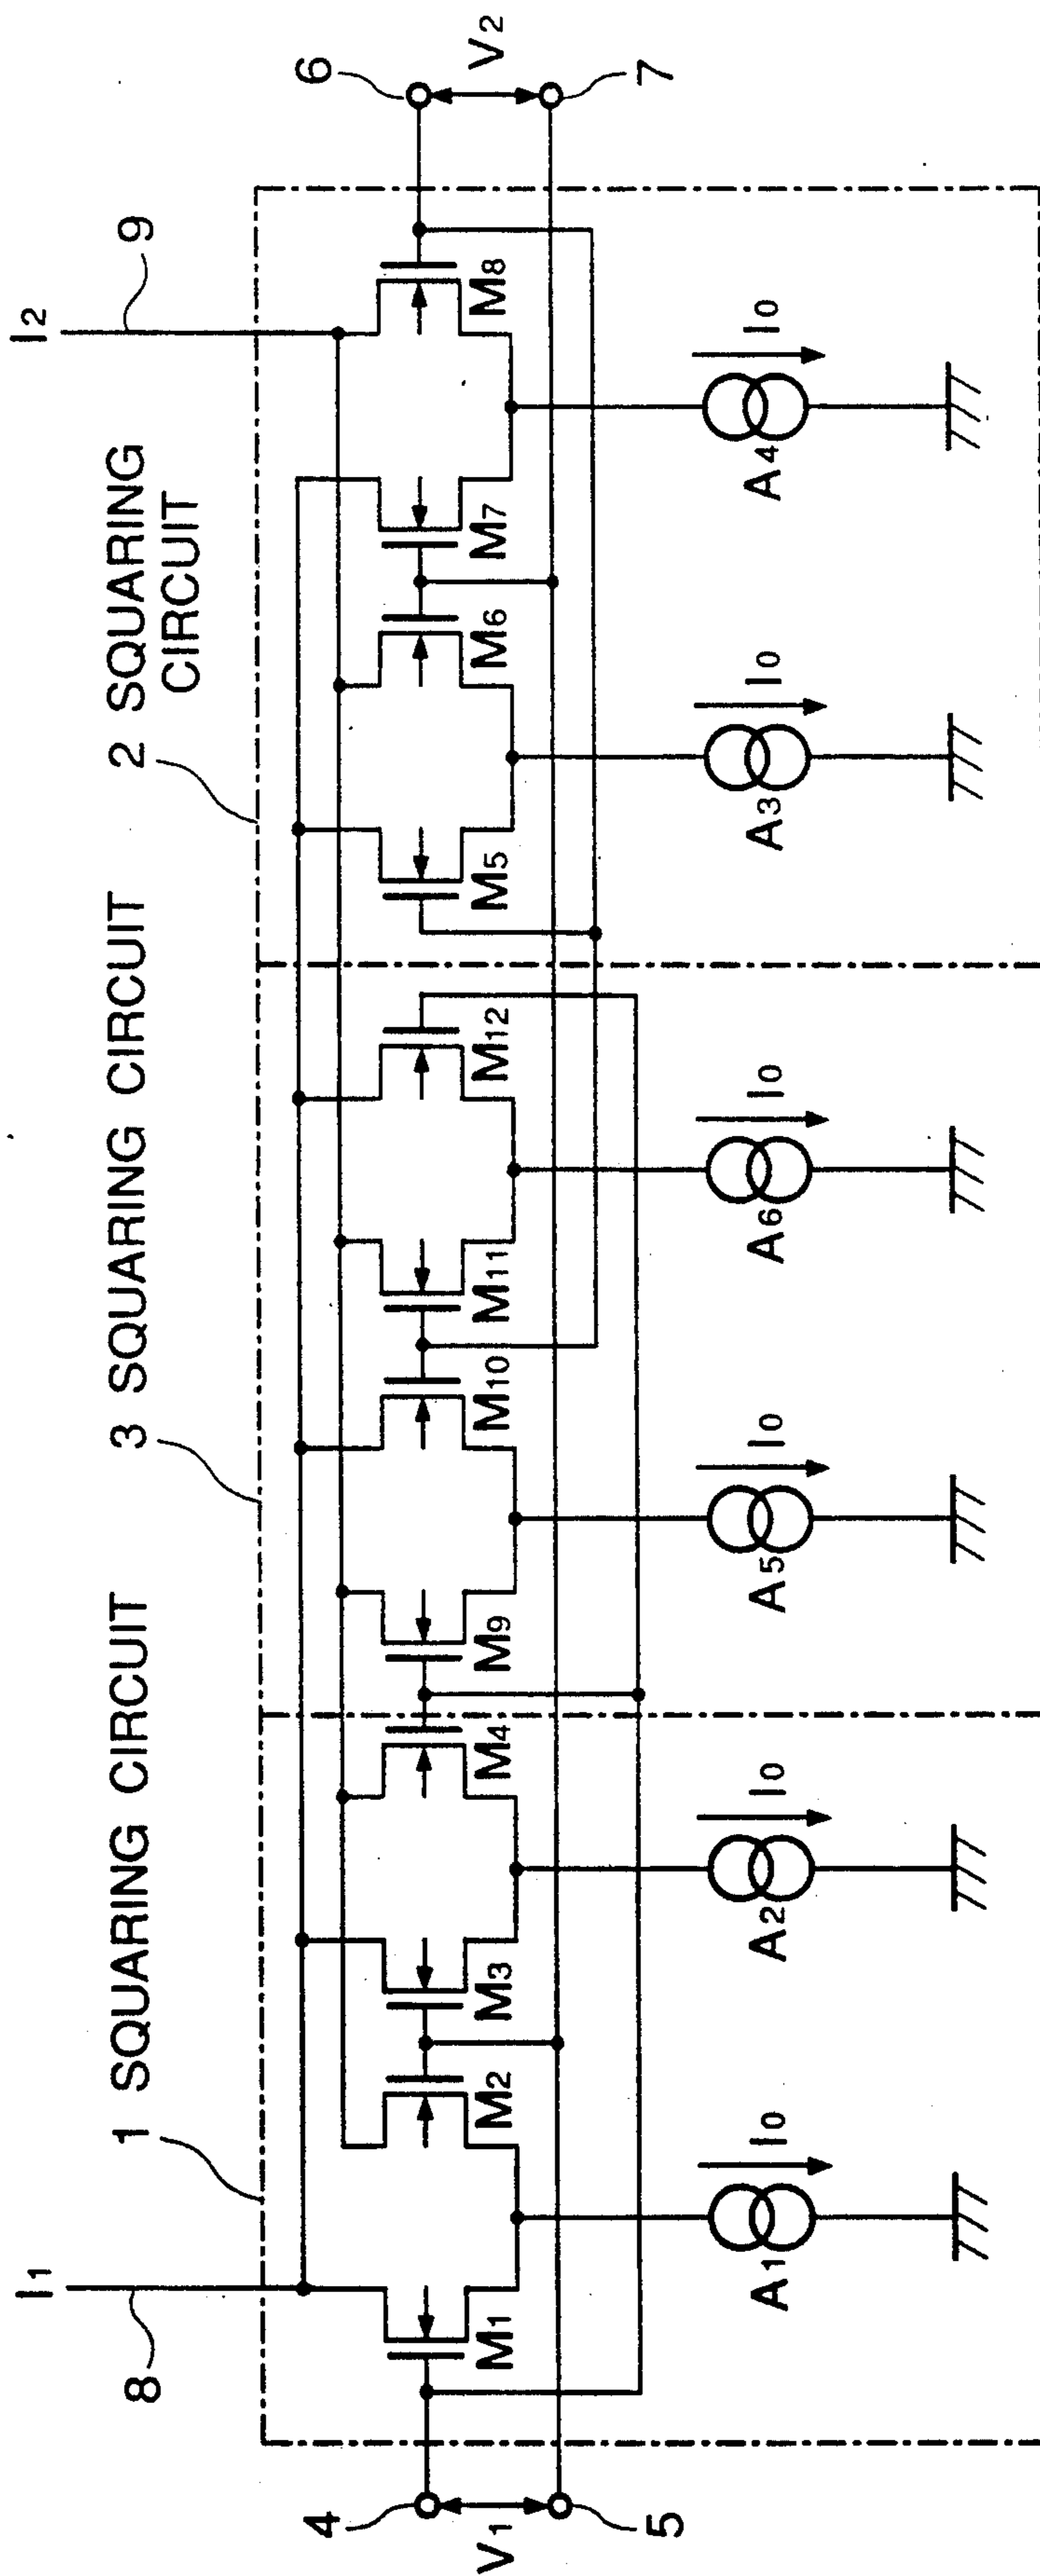 I1
I2
8
9
1 SQUARING CIRCUIT
3 SQUARING CIRCUIT
2 SQUARING
CIRCUIT
4
V1
5
6
V2
7
M1
M2
M3
M4
M9
M10
M11
M12
M5
M6
M7
M8
A1
I0
A2
I0
A5
I0
A6
I0
A3
I0
A4
I0